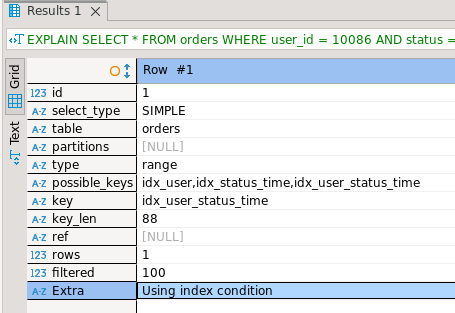 Results 1
EXPLAIN SELECT * FROM orders WHERE user_id = 10086 AND status =
Grid
Text
Row #1
123 id 1
A-Z select_type SIMPLE
A-Z table orders
A-Z partitions [NULL]
A-Z type range
A-Z possible_keys idx_user,idx_status_time,idx_user_status_time
A-Z key idx_user_status_time
A-Z key_len 88
A-Z ref [NULL]
123 rows 1
123 filtered 100
A-Z Extra Using index condition